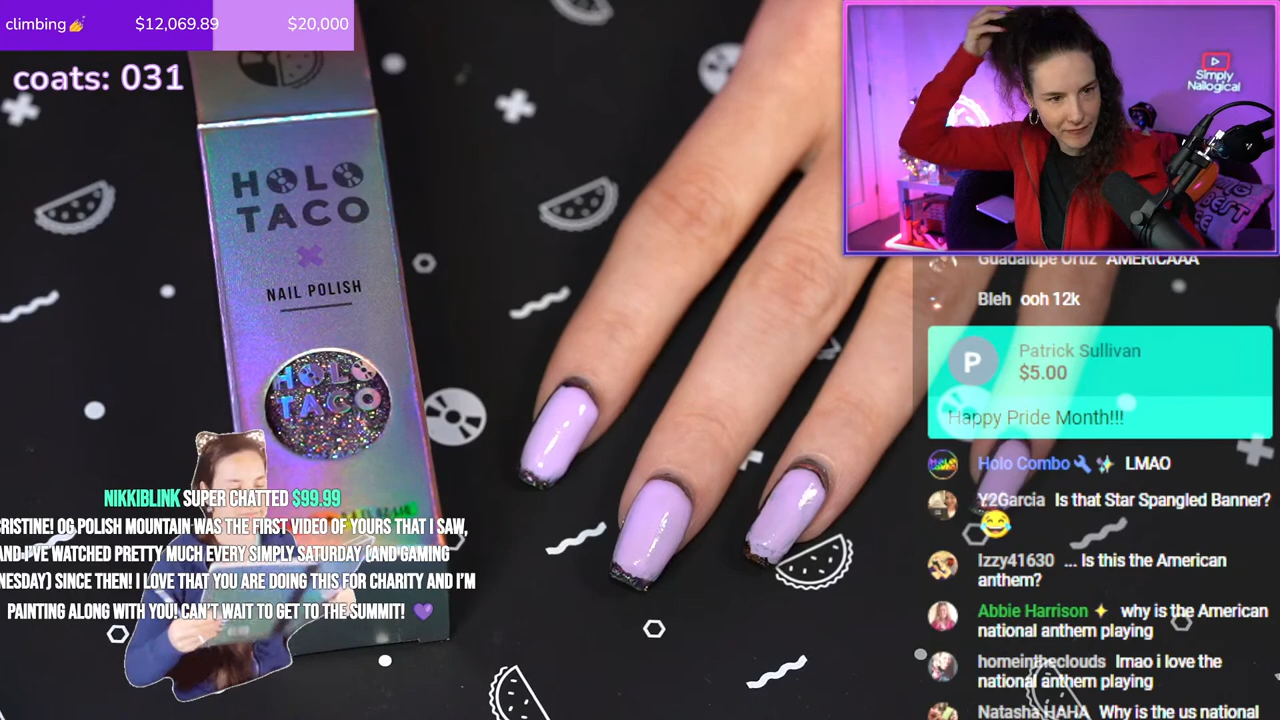 climbing💅 $12,069.89 $20,000
coats: 031
HOLO
TACO
NAIL POLISH
HOLO
TACO
Simply
Nailogical
NIKKIBLINK SUPER CHATTED $99.99
RISTINE! OG POLISH MOUNTAIN WAS THE FIRST VIDEO OF YOURS THAT I SAW,
AND I'VE WATCHED PRETTY MUCH EVERY SIMPLY SATURDAY (AND GAMING
NESDAY) SINCE THEN! I LOVE THAT YOU ARE DOING THIS FOR CHARITY AND I'M
PAINTING ALONG WITH YOU! CAN'T WAIT TO GET TO THE SUMMIT! 💜
Guadalupe Ortiz AMERICAAA
Bleh ooh 12k
P
Patrick Sullivan
$5.00
Happy Pride Month!!!
Holo Combo🔧✨ LMAO
Y2Garcia Is that Star Spangled Banner?
😂
Izzy41630 ... Is this the American
anthem?
Abbie Harrison ✦ why is the American
national anthem playing
homeintheclouds lmao i love the
national anthem playing
Natasha HAHA Why is the us national